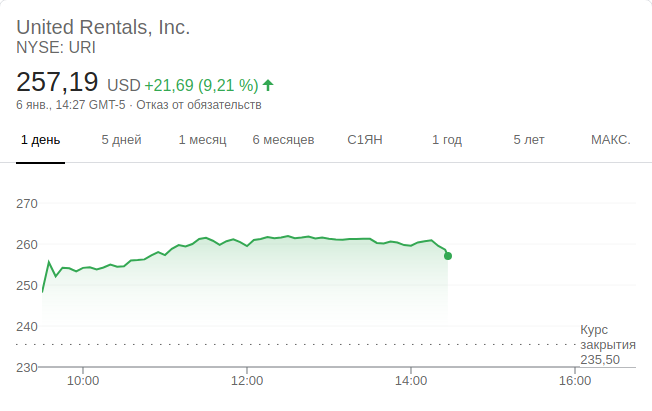 United Rentals, Inc.
NYSE: URI
257,19 USD +21,69 (9,21 %)
6 янв., 14:27 GMT-5 · Отказ от обязательств
1 день 5 дней 1 месяц 6 месяцев С1ЯН 1 год 5 лет МАКС.
270
260
250
240
Курс
закрытия
235,50
230
10:00 12:00 14:00 16:00